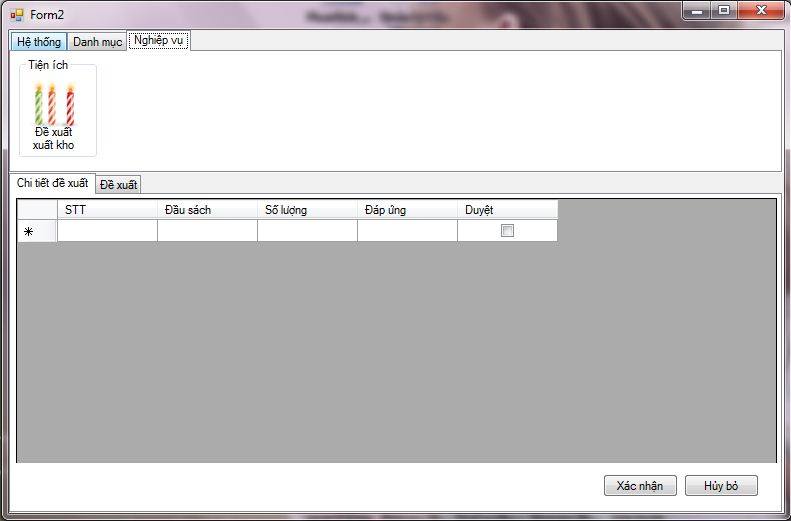 Form2
Hệ thống Danh mục Nghiệp vụ
Tiện ích
Đề xuất
xuất kho
Chi tiết đề xuất Đề xuất
STT Đầu sách Số lượng Đáp ứng Duyệt
Xác nhận Hủy bỏ